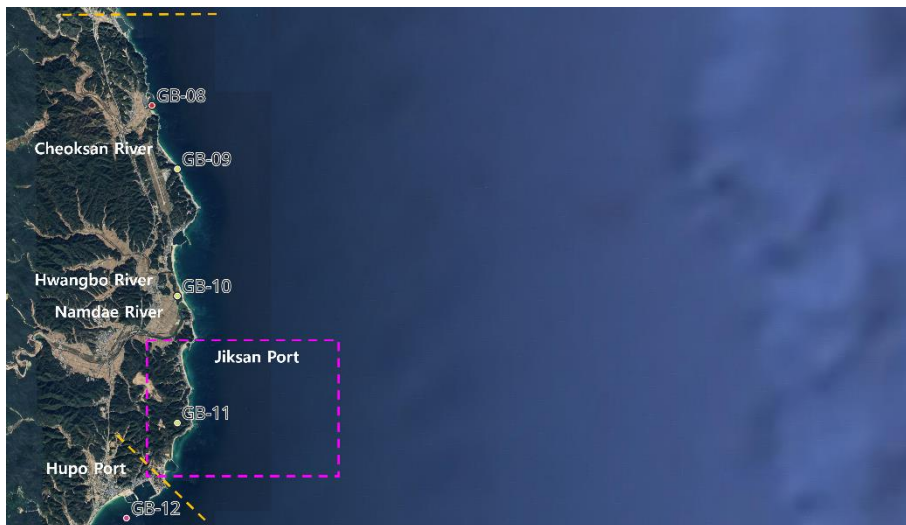 GB-08
Cheoksan River
GB-09
Hwangbo River
GB-10
Namdae River
Jiksan Port
GB-11
Hupo Port
GB-12